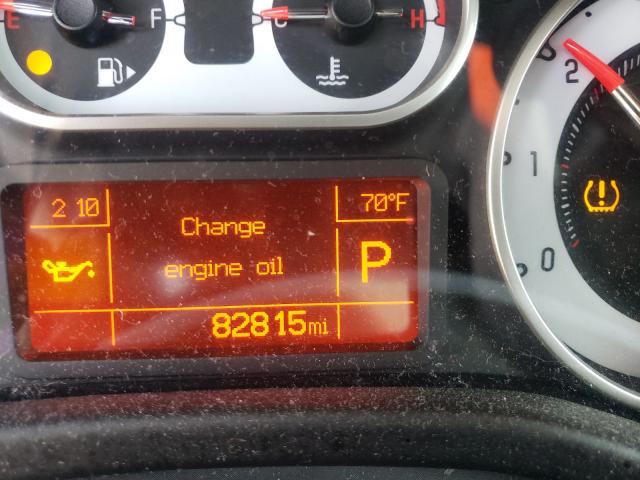 E F C H
2 10 70°F
Change
engine oil P
82815mi
2
1
0